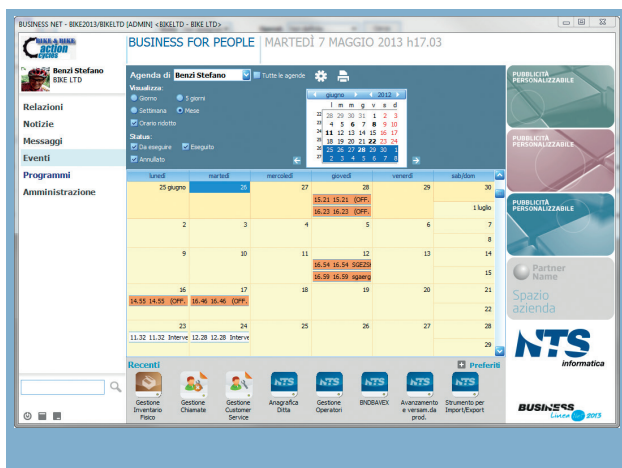 BUSINESS NET - BIKE2013/BIKELTD [ADMIN] <BIKELTD - BIKE LTD>
BIKE & BIKE
action
CYCLES
BUSINESS FOR PEOPLE
MARTEDÌ 7 MAGGIO 2013 h17.03
Benzi Stefano
BIKE LTD
Relazioni
Notizie
Messaggi
Eventi
Programmi
Amministrazione
Agenda di Benzi Stefano
Tutte le agende
Visualizza:
Giorno 5 giorni
Settimana Mese
Orario ridotto
Status:
Da eseguire Eseguito
Annullato
giugno 2012
l m m g v s d
22 28 29 30 31 1 2 3
23 4 5 6 7 8 9 10
24 11 12 13 14 15 16 17
25 18 19 20 21 22 23 24
26 25 26 27 28 29 30 1
27 2 3 4 5 6 7 8
lunedì martedì mercoledì giovedì venerdì sab/dom
25 giugno 26 27 28 29 30
15.21 15.21 (OFF,
16.23 16.23 (OFF,
1 luglio
2 3 4 5 6 7
8
9 10 11 12 13 14
16.54 16.54 SGEZS
16.59 16.59 sgaerg
15
16 17 18 19 20 21
14.55 14.55 (OFF, 16.46 16.46 (OFF,
22
23 24 25 26 27 28
11.32 11.32 Interve 12.28 12.28 Interve
29
Recenti
Preferiti
NTS NTS NTS NTS NTS
Gestione Inventario Fisico
Gestione Chiamate
Gestione Customer Service
Anagrafica Ditta
Gestione Operatori
BNDBAVEX
Avanzamento e versam.da prod.
Strumento per Import/Export
PUBBLICITÀ
PERSONALIZZABILE
PUBBLICITÀ
PERSONALIZZABILE
PUBBLICITÀ
PERSONALIZZABILE
Partner
Name
Spazio
azienda
NTS
informatica
BUSINESS
Linea 2013